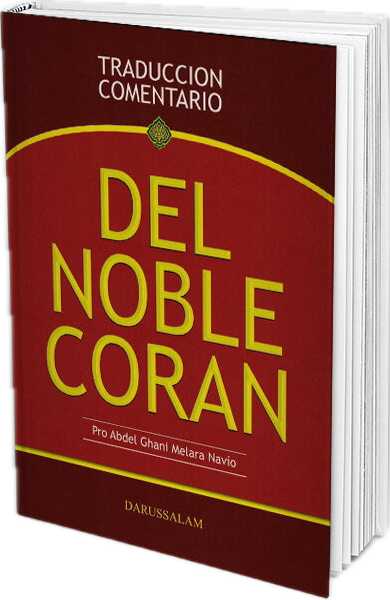 TRADUCCION
COMENTARIO
DEL
NOBLE
CORAN
Pro Abdel Ghani Melara Navio
DARUSSALAM